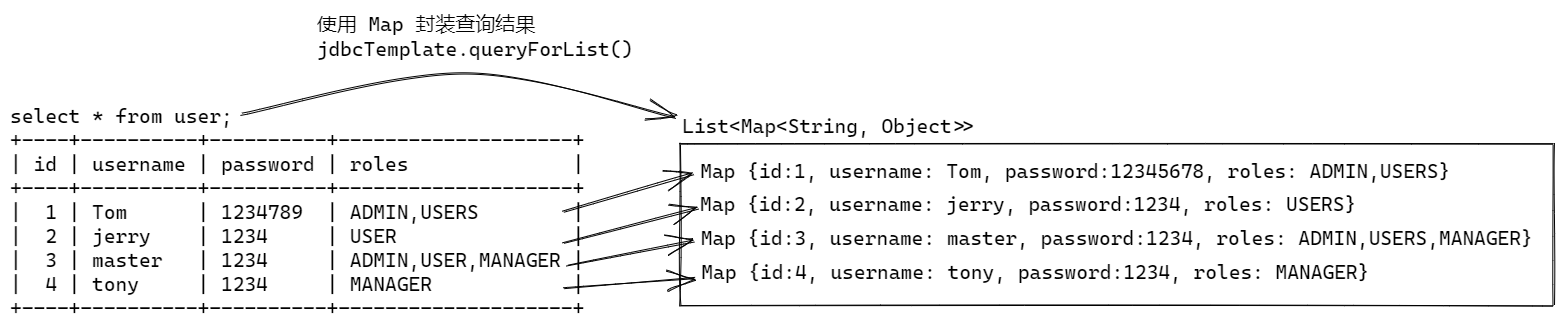 使用 Map 封装查询结果
jdbcTemplate.queryForList()
select * from user;
+----+----------+----------+--------------------+
| id | username | password | roles              |
+----+----------+----------+--------------------+
|  1 | Tom      | 1234789  | ADMIN,USERS        |
|  2 | jerry    | 1234     | USER               |
|  3 | master   | 1234     | ADMIN,USER,MANAGER |
|  4 | tony     | 1234     | MANAGER            |
+----+----------+----------+--------------------+
List<Map<String, Object>>
Map {id:1, username: Tom, password:12345678, roles: ADMIN,USERS}
Map {id:2, username: jerry, password:1234, roles: USERS}
Map {id:3, username: master, password:1234, roles: ADMIN,USERS,MANAGER}
Map {id:4, username: tony, password:1234, roles: MANAGER}